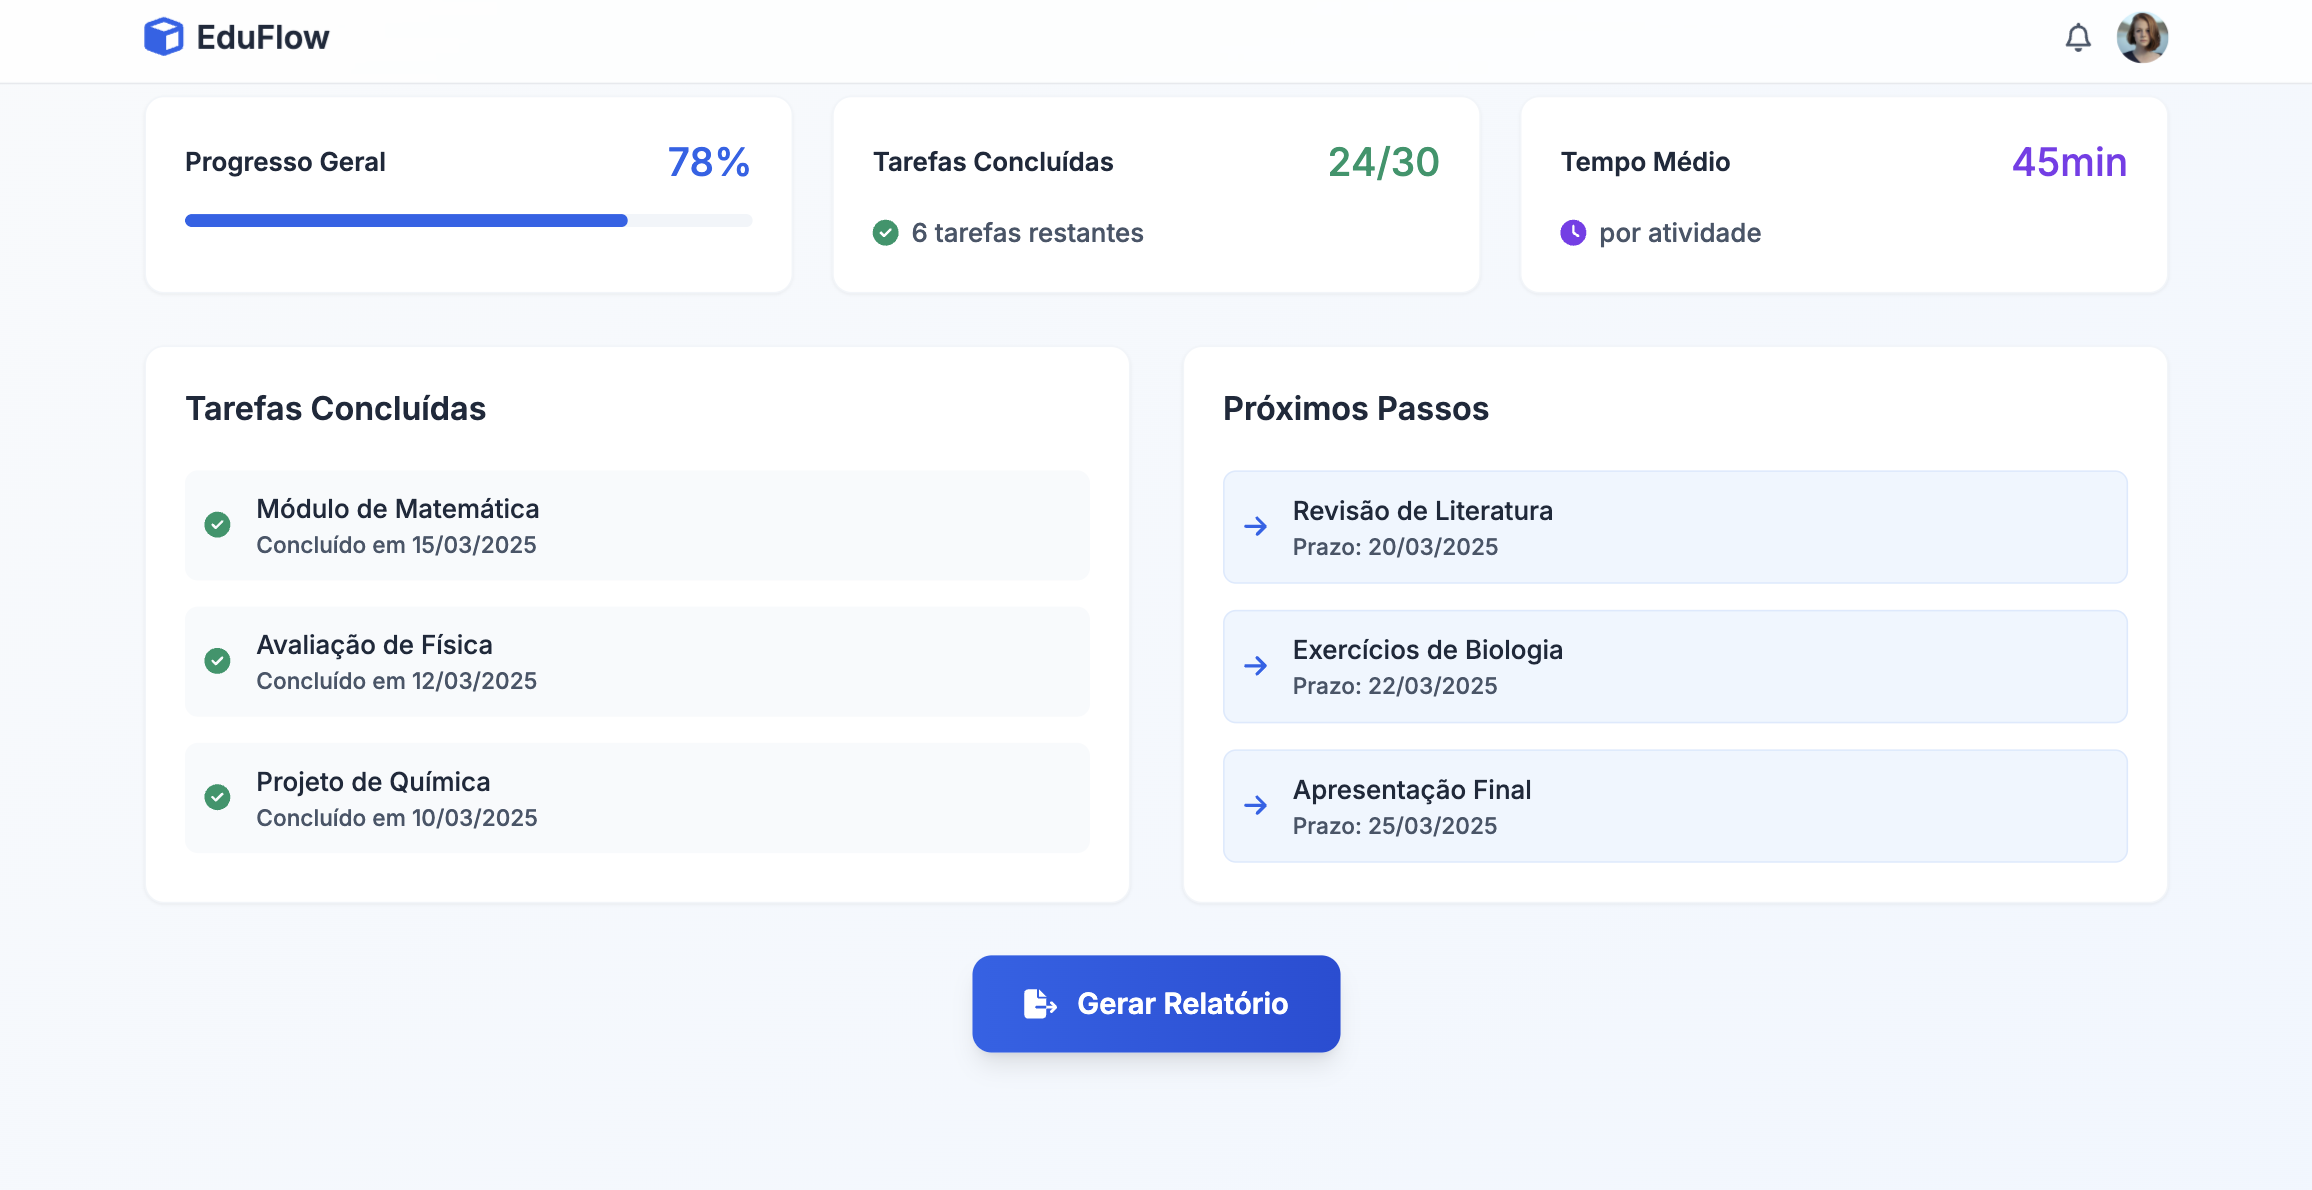 EduFlow
Progresso Geral
78%
Tarefas Concluídas
24/30
6 tarefas restantes
Tempo Médio
45min
por atividade
Tarefas Concluídas
Módulo de Matemática
Concluído em 15/03/2025
Avaliação de Física
Concluído em 12/03/2025
Projeto de Química
Concluído em 10/03/2025
Próximos Passos
Revisão de Literatura
Prazo: 20/03/2025
Exercícios de Biologia
Prazo: 22/03/2025
Apresentação Final
Prazo: 25/03/2025
Gerar Relatório